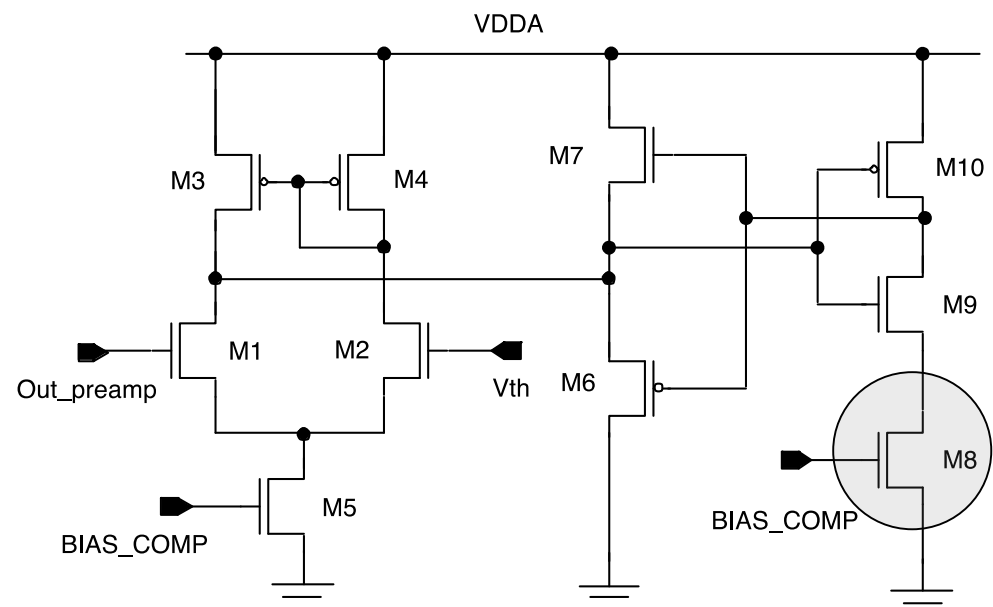 VDDA
M3
M4
M7
M10
M1
M2
M6
M9
Out_preamp
Vth
M5
M8
BIAS_COMP
BIAS_COMP